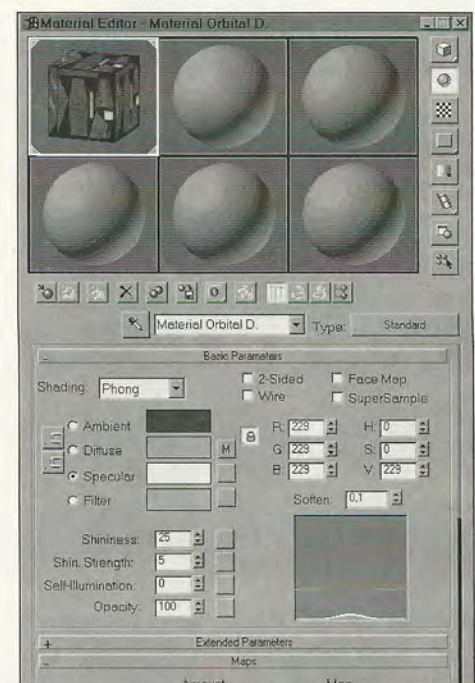 Material Editor - Material Orbital D.
Material Orbital D. Type: Standard
- Basic Parameters
Shading: Phong 2-Sided Face Map
Wire SuperSample
Ambient R: 229 H: 0
Diffuse M G: 229 S: 0
Specular B: 229 V: 229
Filter Soften: 0,1
Shininess: 25
Shin. Strength: 5
Self-Illumination: 0
Opacity: 100
+ Extended Parameters
- Maps
Amount Map